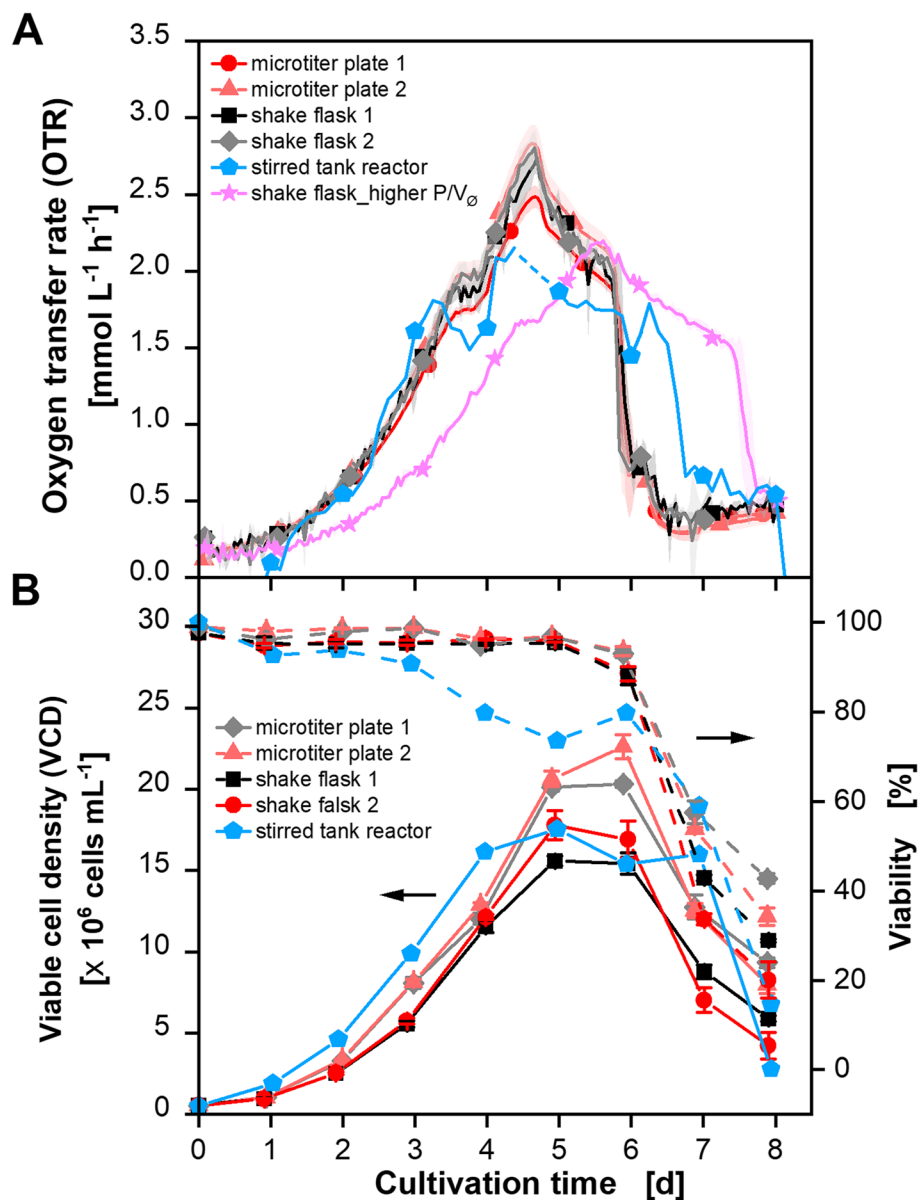 A
Oxygen transfer rate (OTR)
[mmol L⁻¹ h⁻¹]
3.5
3.0
2.5
2.0
1.5
1.0
0.5
0.0
microtiter plate 1
microtiter plate 2
shake flask 1
shake flask 2
stirred tank reactor
shake flask_higher P/V∅
B
Viable cell density (VCD)
[x 10⁶ cells mL⁻¹]
30
25
20
15
10
5
0
microtiter plate 1
microtiter plate 2
shake flask 1
shake falsk 2
stirred tank reactor
100
80
60
40
20
0
Viability [%]
0 1 2 3 4 5 6 7 8
Cultivation time [d]